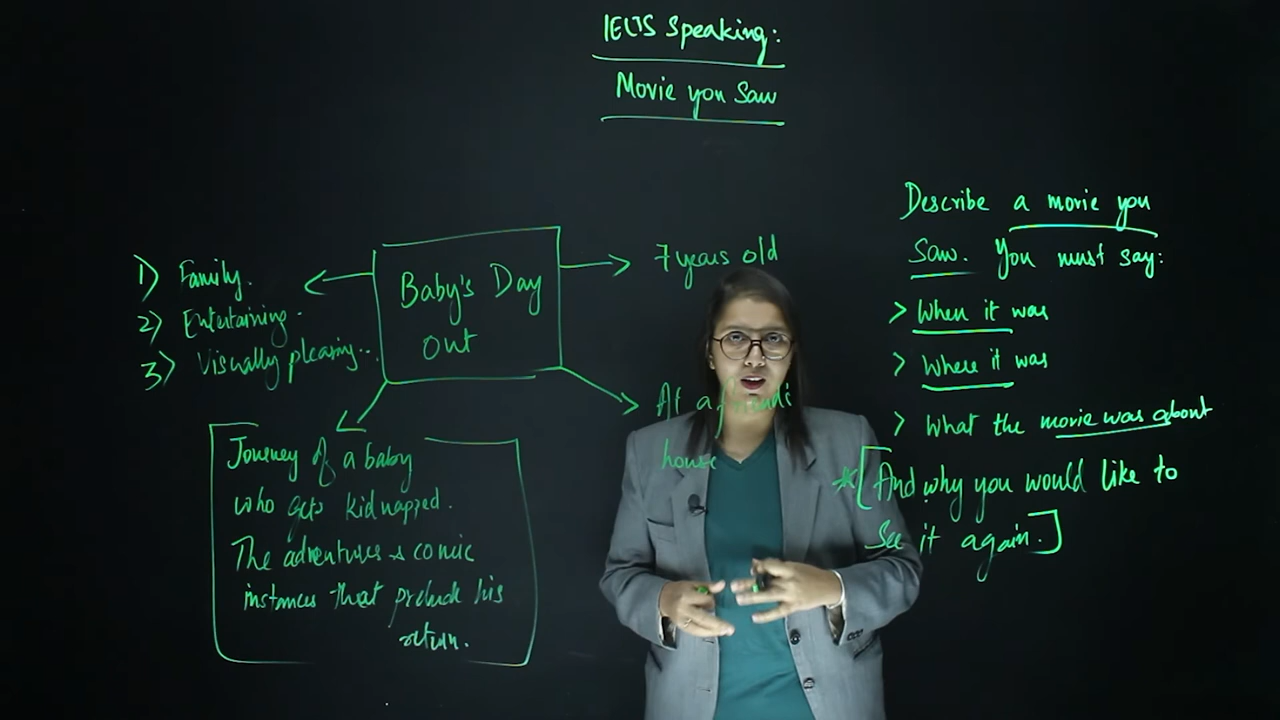 IELTS Speaking:
Movie you Saw
1) Family.
2) Entertaining.
3) Visually pleasing...
Baby's Day
out
7 years old
At a
house
Journey of a baby
who gets kidnapped.
The adventures & comic
instances that prelude his
return.
Describe a movie you
saw. You must say:
> When it was
> Where it was
> What the movie was about
*[And why you would like to
See it again.]